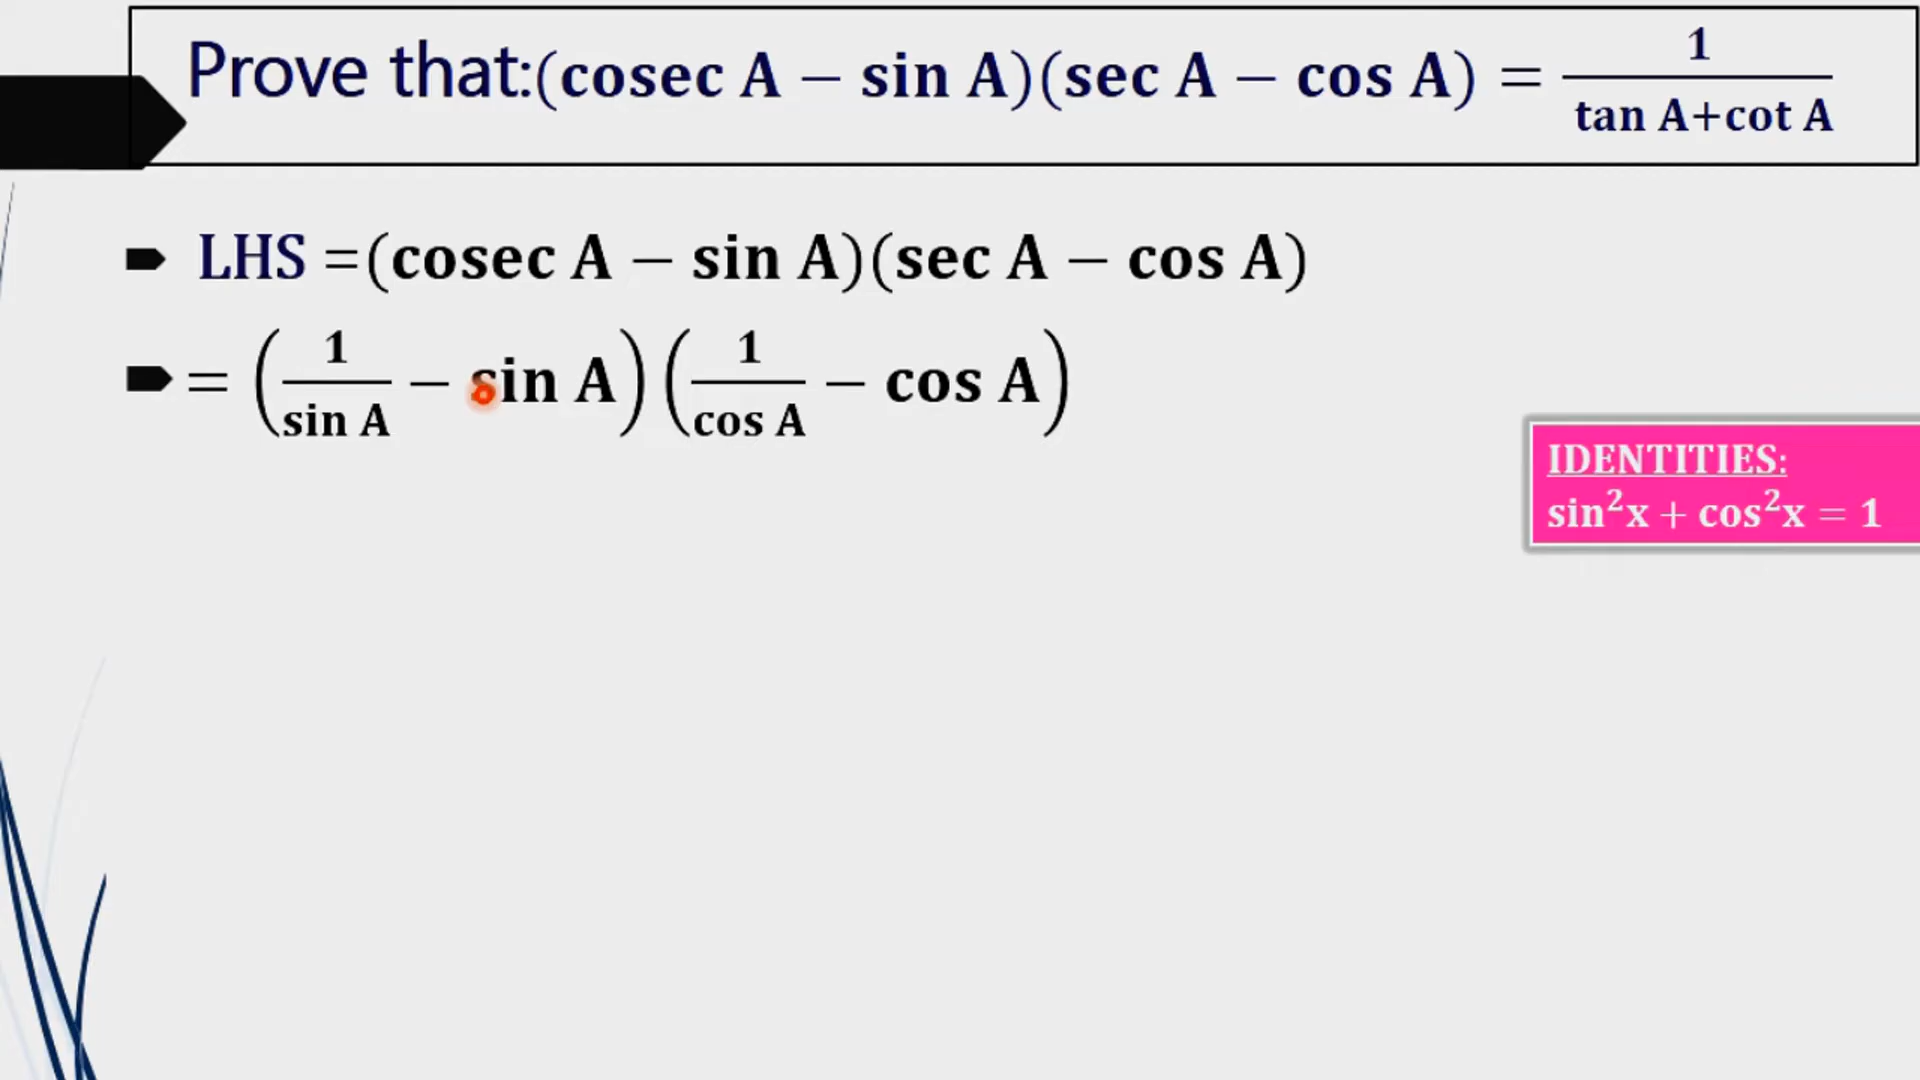 Prove that:(cosec A − sin A)(sec A − cos A) = 1/(tan A+cot A)
LHS =(cosec A − sin A)(sec A − cos A)
= (1/sin A − sin A)(1/cos A − cos A)
IDENTITIES:
sin²x + cos²x = 1